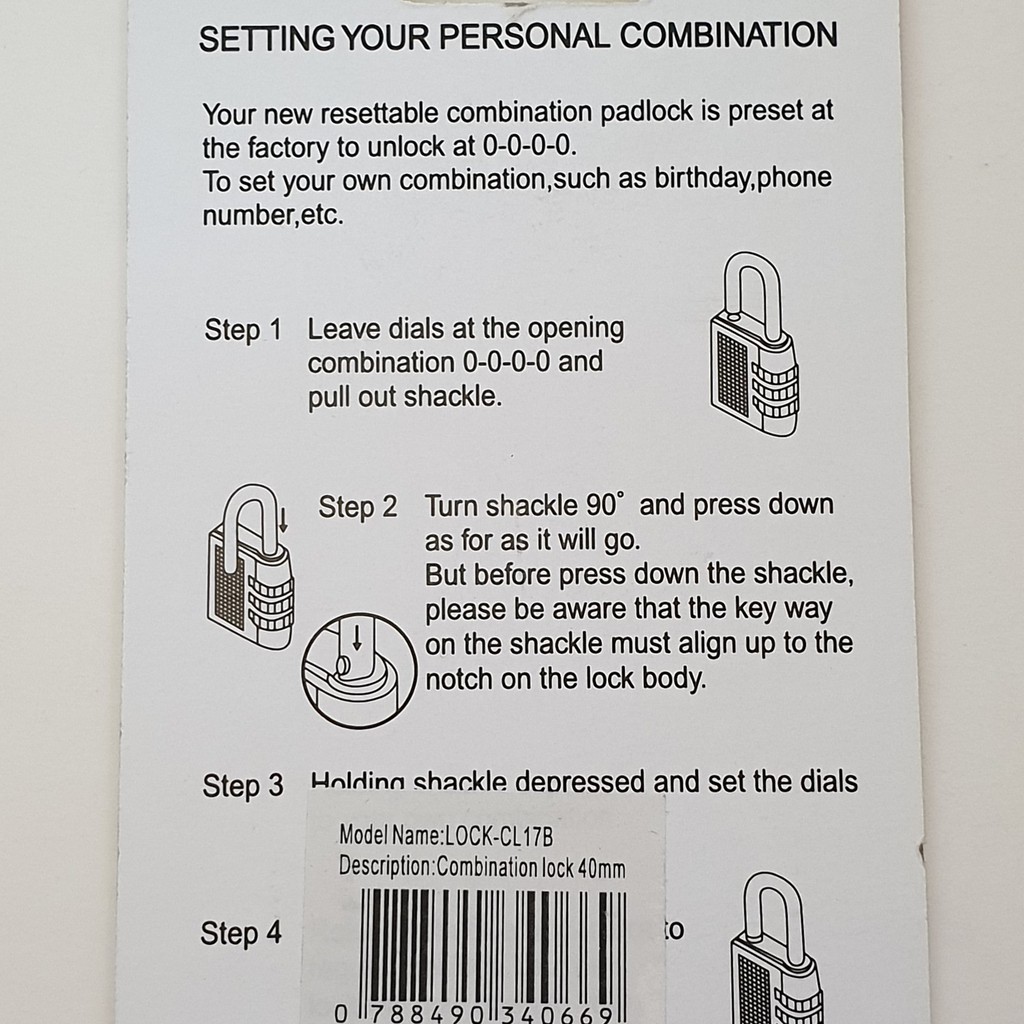 SETTING YOUR PERSONAL COMBINATION
Your new resettable combination padlock is preset at
the factory to unlock at 0-0-0-0.
To set your own combination,such as birthday,phone
number,etc.
Step 1 Leave dials at the opening
combination 0-0-0-0 and
pull out shackle.
Step 2 Turn shackle 90° and press down
as for as it will go.
But before press down the shackle,
please be aware that the key way
on the shackle must align up to the
notch on the lock body.
Step 3 Holding shackle depressed and set the dials
Model Name:LOCK-CL17B
Description:Combination lock 40mm
Step 4
0 788490 340669